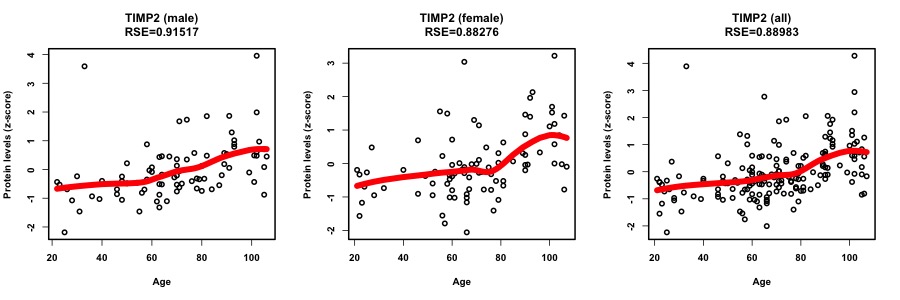 TIMP2 (male)
RSE=0.91517
Protein levels (z-score)
4
3
2
1
0
-1
-2
20 40 60 80 100
Age
TIMP2 (female)
RSE=0.88276
Protein levels (z-score)
3
2
1
0
-1
-2
20 40 60 80 100
Age
TIMP2 (all)
RSE=0.88983
Protein levels (z-score)
4
3
2
1
0
-1
-2
20 40 60 80 100
Age